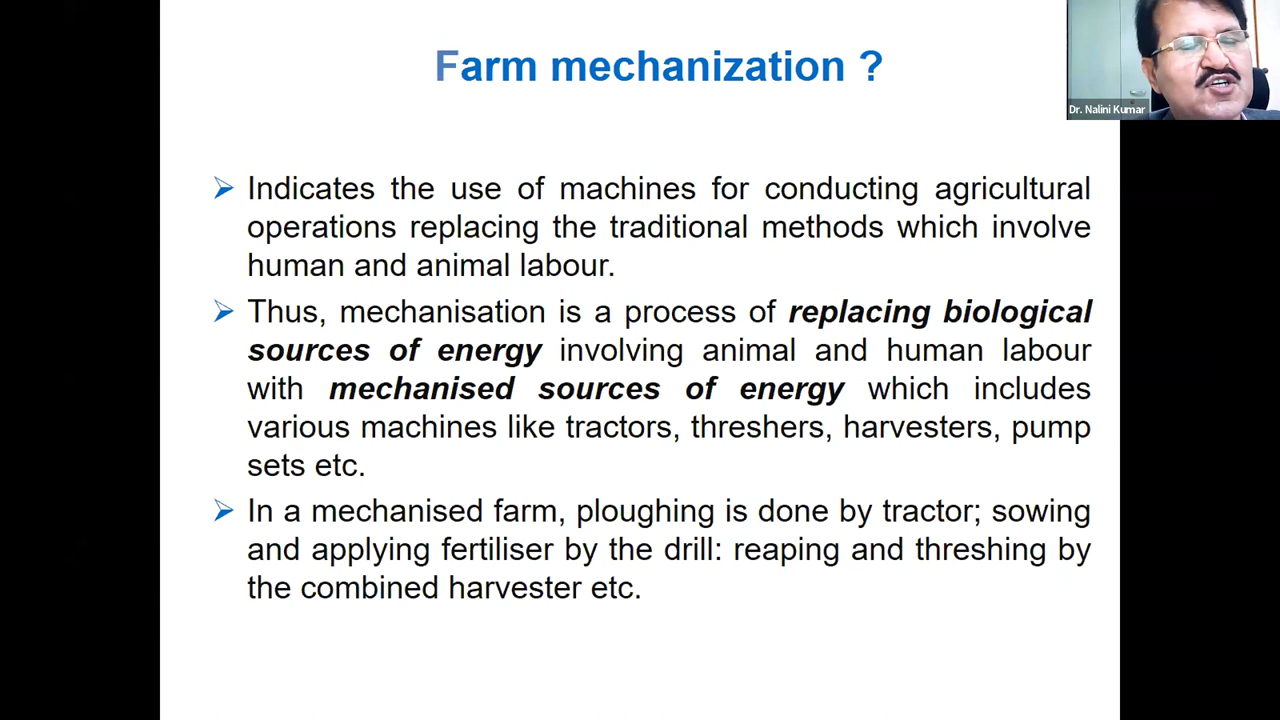 Farm mechanization ?
Dr. Nalini Kumar
Indicates the use of machines for conducting agricultural
operations replacing the traditional methods which involve
human and animal labour.
Thus, mechanisation is a process of replacing biological
sources of energy involving animal and human labour
with mechanised sources of energy which includes
various machines like tractors, threshers, harvesters, pump
sets etc.
In a mechanised farm, ploughing is done by tractor; sowing
and applying fertiliser by the drill: reaping and threshing by
the combined harvester etc.